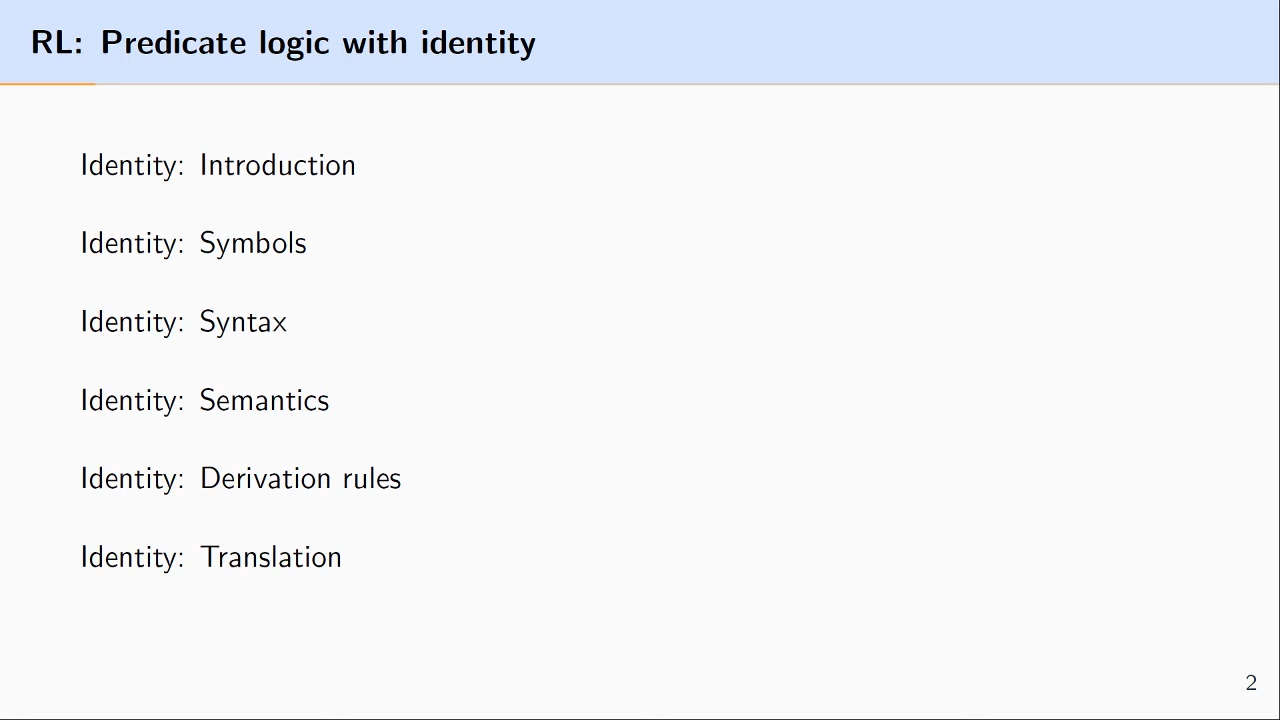 RL: Predicate logic with identity
Identity: Introduction
Identity: Symbols
Identity: Syntax
Identity: Semantics
Identity: Derivation rules
Identity: Translation
2